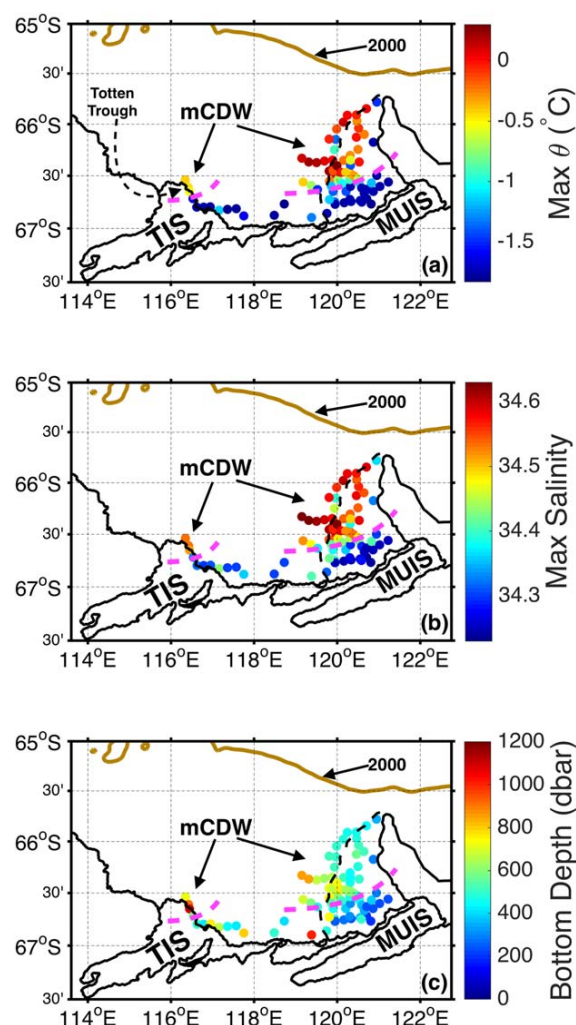 65°S
30'
66°S
30'
67°S
30'
114°E 116°E 118°E 120°E 122°E
2000
Totten
Trough
mCDW
TIS
MUIS
(a)
0
-0.5
-1
-1.5
Max θ (°C)
65°S
30'
66°S
30'
67°S
30'
114°E 116°E 118°E 120°E 122°E
2000
mCDW
TIS
MUIS
(b)
34.6
34.5
34.4
34.3
Max Salinity
65°S
30'
66°S
30'
67°S
30'
114°E 116°E 118°E 120°E 122°E
2000
mCDW
TIS
MUIS
(c)
1200
1000
800
600
400
200
0
Bottom Depth (dbar)